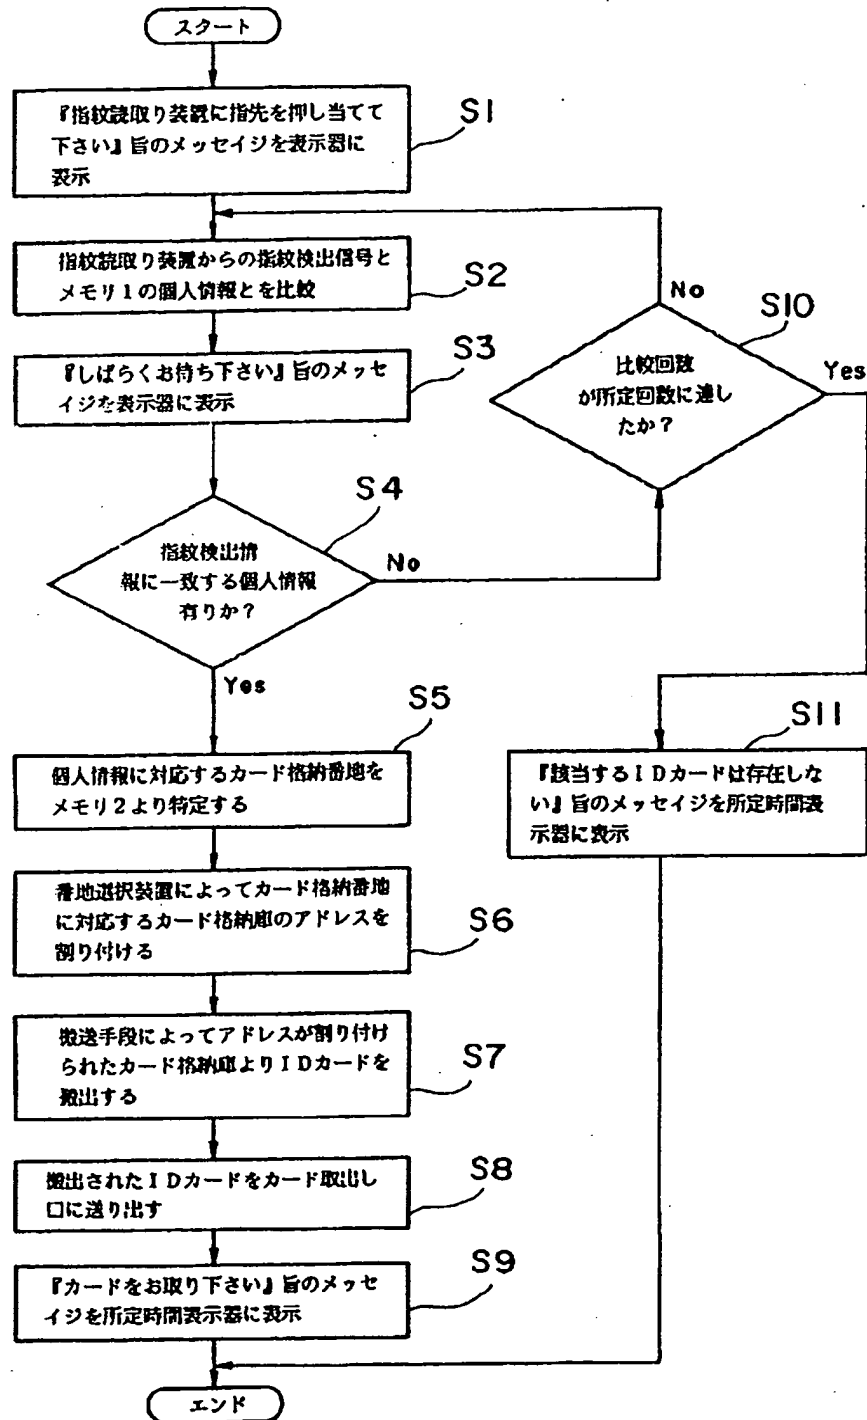 スタート
『指紋読取り装置に指先を押し当てて
下さい』旨のメッセイジを表示器に
表示
S1
指紋読取り装置からの指紋検出信号と
メモリ1の個人情報とを比較
S2
『しばらくお待ち下さい』旨のメッセ
イジを表示器に表示
S3
指紋検出情
報に一致する個人情報
有りか?
S4
No
Yes
比較回数
が所定回数に達し
たか?
S10
No
Yes
個人情報に対応するカード格納番地を
メモリ2より特定する
S5
『該当するIDカードは存在しな
い』旨のメッセイジを所定時間表
示器に表示
S11
番地選択装置によってカード格納番地
に対応するカード格納庫のアドレスを
割り付ける
S6
搬送手段によってアドレスが割り付け
られたカード格納庫よりIDカードを
搬出する
S7
搬出されたIDカードをカード取出し
口に送り出す
S8
『カードをお取り下さい』旨のメッセ
イジを所定時間表示器に表示
S9
エンド